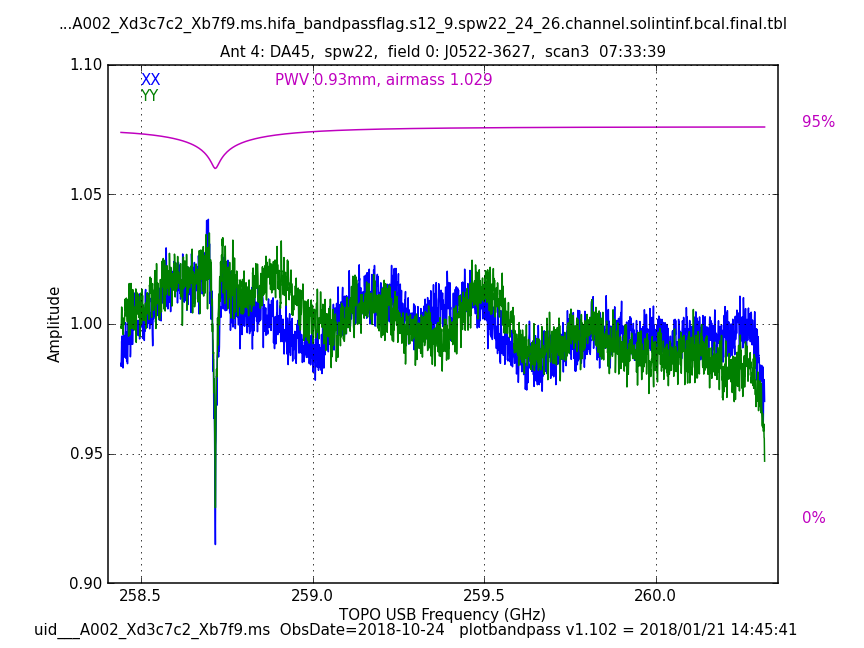 ...A002_Xd3c7c2_Xb7f9.ms.hifa_bandpassflag.s12_9.spw22_24_26.channel.solintinf.bcal.final.tbl
Ant 4: DA45,  spw22,  field 0: J0522-3627,  scan3  07:33:39
1.10
XX
PWV 0.93mm, airmass 1.029
YY
95%
1.05
1.00
Amplitude
0.95
0%
0.90
258.5 259.0 259.5 260.0
TOPO USB Frequency (GHz)
uid___A002_Xd3c7c2_Xb7f9.ms  ObsDate=2018-10-24   plotbandpass v1.102 = 2018/01/21 14:45:41